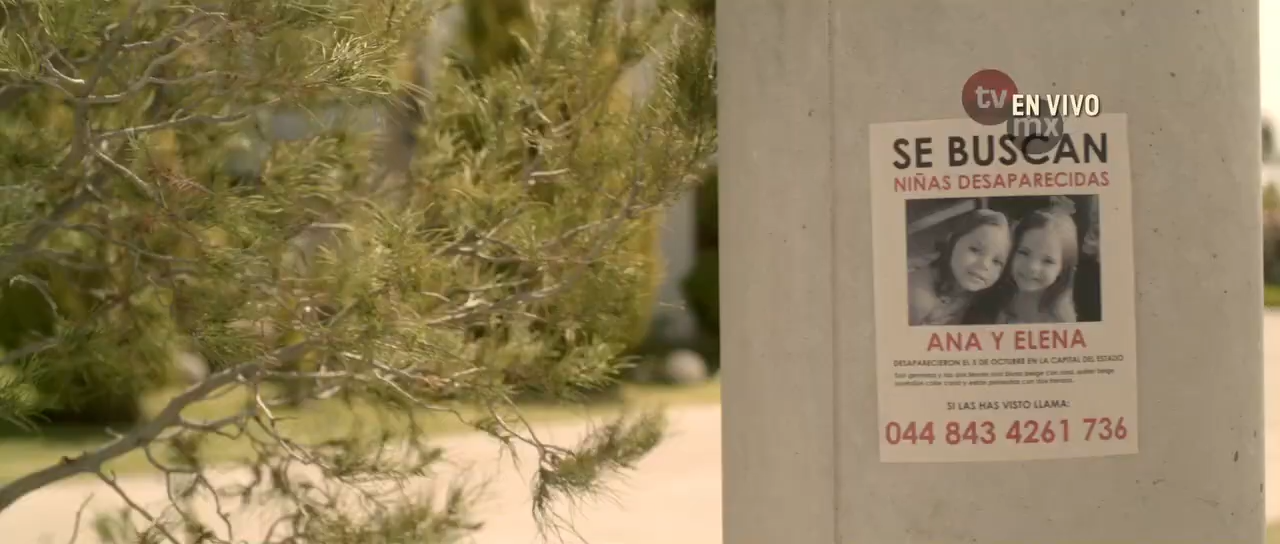 tv
EN VIVO
mx
SE BUSCAN
NIÑAS DESAPARECIDAS
ANA Y ELENA
DESAPARECIERON EL 5 DE OCTUBRE EN LA CAPITAL DEL ESTADO
SI LAS HAS VISTO LLAMA:
044 843 4261 736